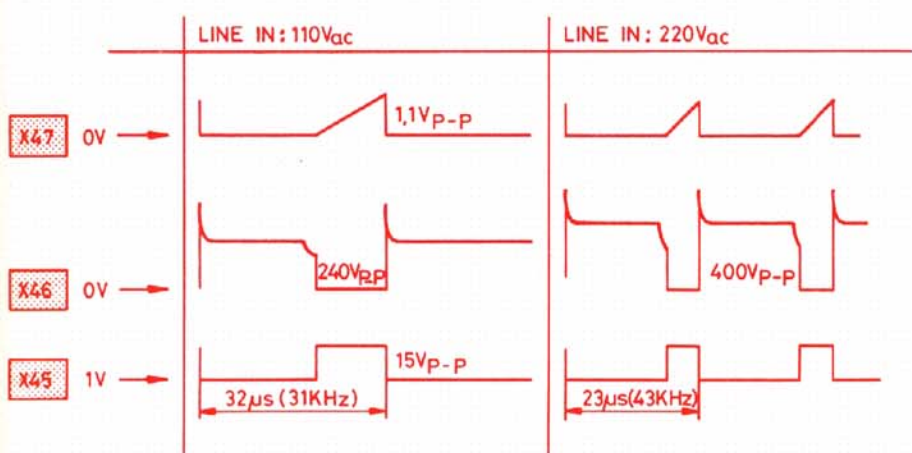 LINE IN: 110Vac
LINE IN: 220Vac
X47 0V 1,1VP-P
X46 0V 240VP-P 400VP-P
X45 1V 15VP-P
32µs (31KHz) 23µs(43KHz)